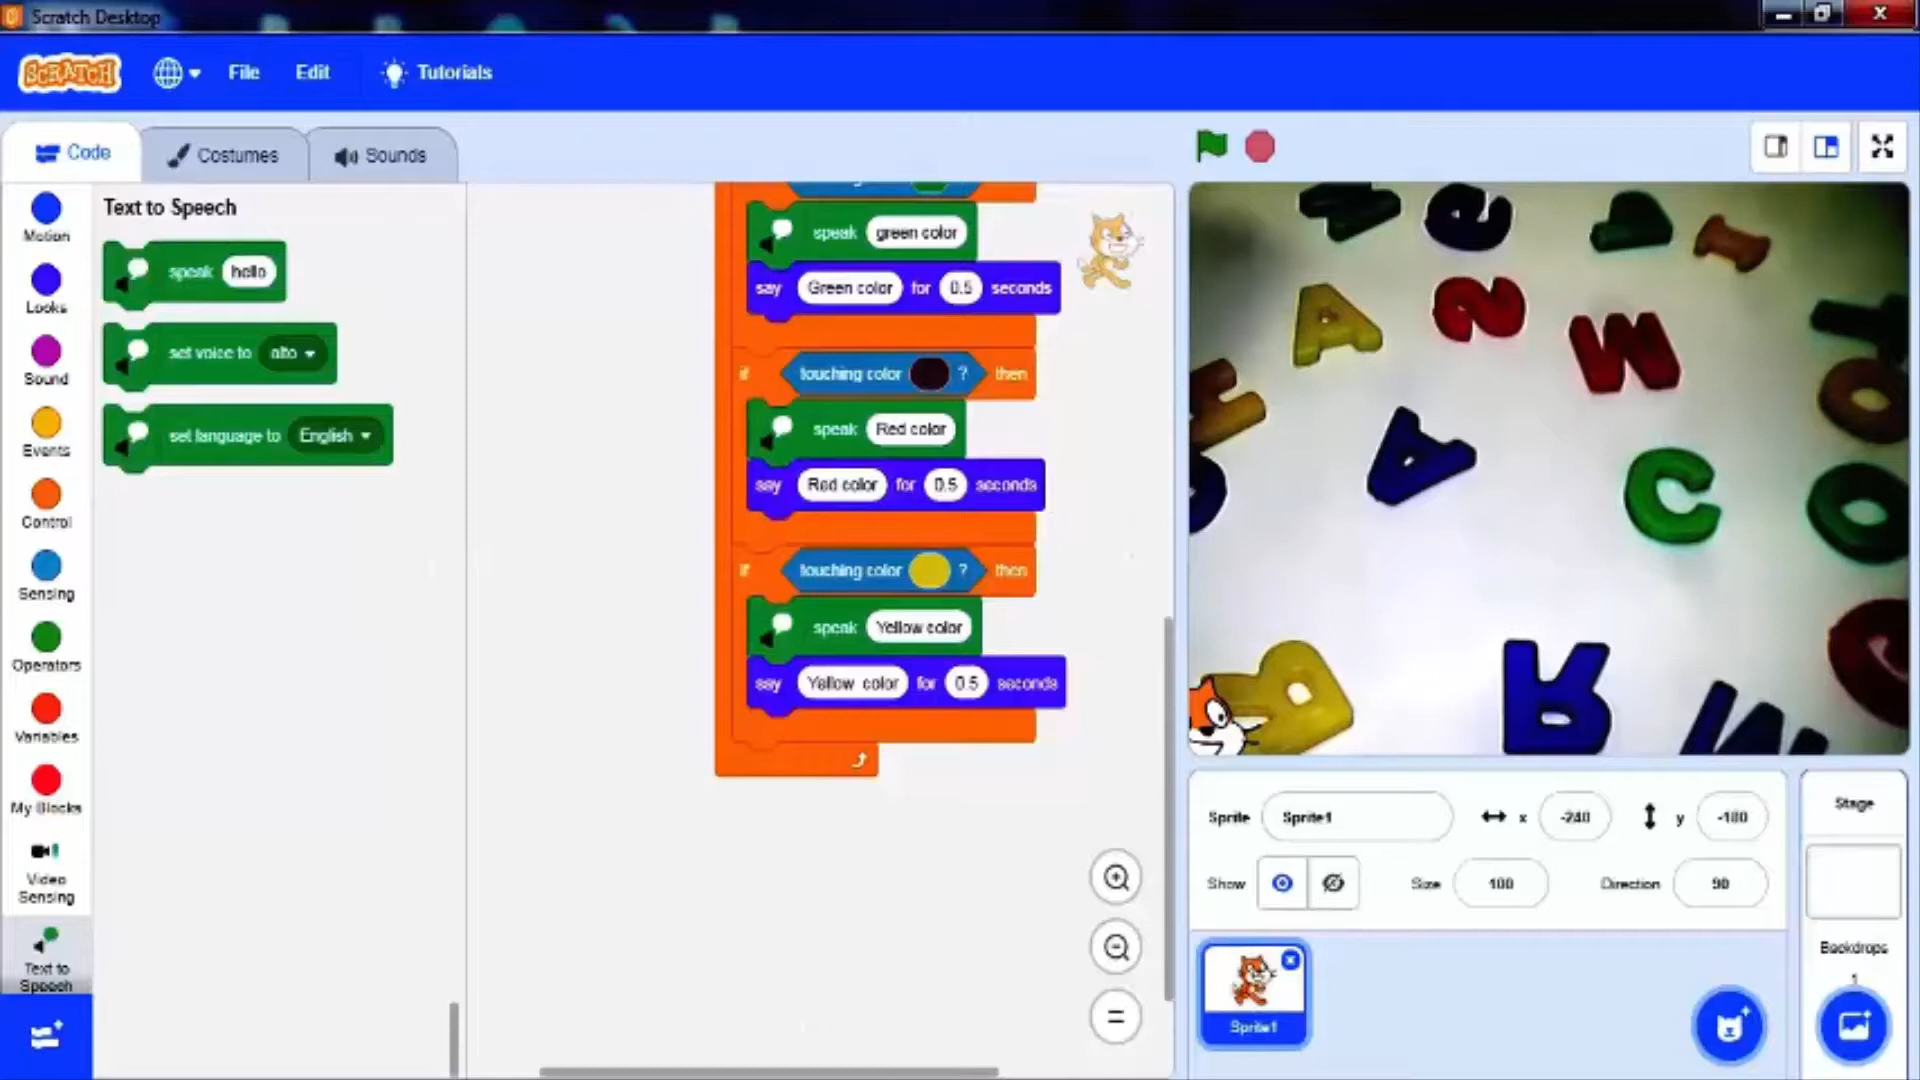 Scratch Desktop
SCRATCH
File
Edit
Tutorials
Code
Costumes
Sounds
Motion
Looks
Sound
Events
Control
Sensing
Operators
Variables
My Blocks
Video
Sensing
Text to
Speech
Text to Speech
speak hello
set voice to alto
set language to English
speak green color
say Green color for 0.5 seconds
if touching color ? then
speak Red color
say Red color for 0.5 seconds
if touching color ? then
speak Yellow color
say Yellow color for 0.5 seconds
A
N
M
A
C
O
O
R
M
Sprite Sprite1 x -240 y -180
Show Size 100 Direction 90
Sprite1
Stage
Backdrops
1